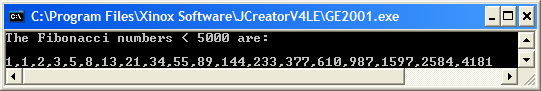 C:\Program Files\Xinox Software\JCreatorV4LE\GE2001.exe
The Fibonacci numbers < 5000 are:
1,1,2,3,5,8,13,21,34,55,89,144,233,377,610,987,1597,2584,4181